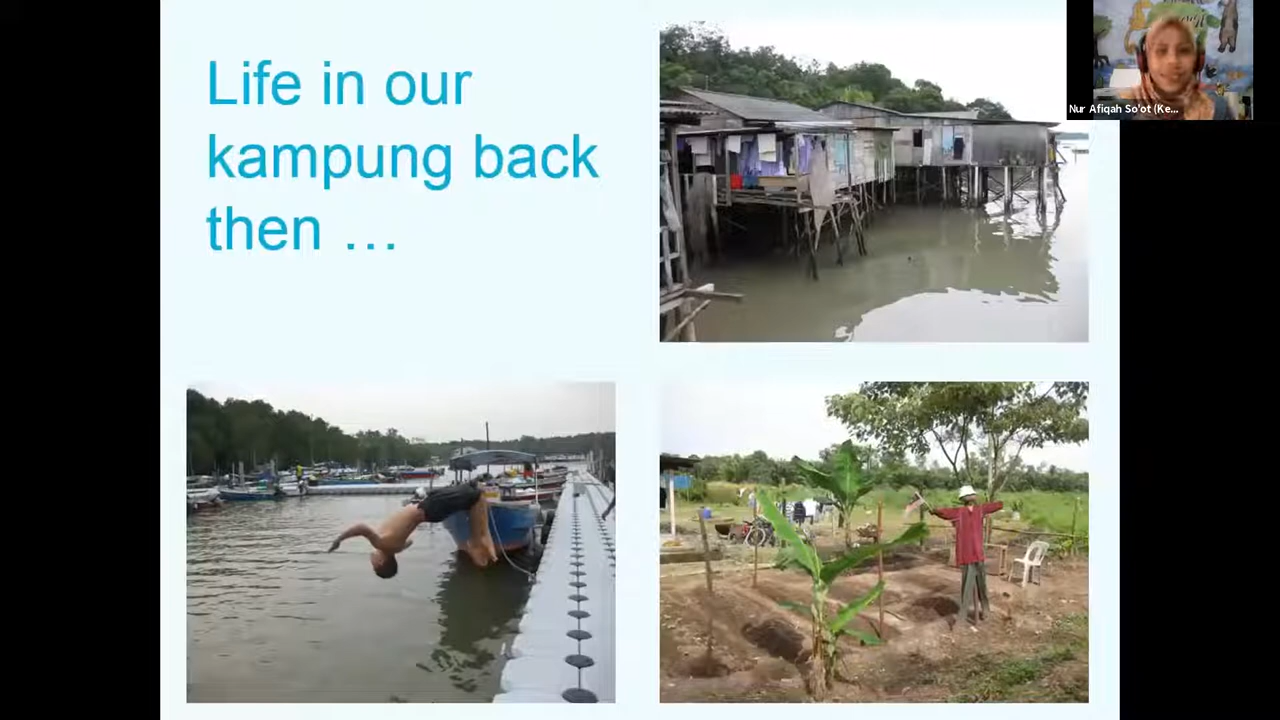 Life in our
kampung back
then …
Nur Afiqah So'ot (Ke...